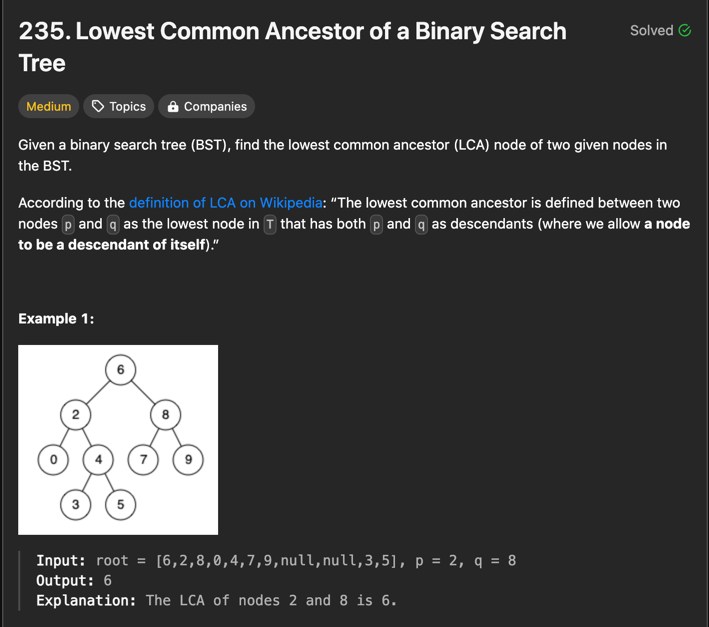 235. Lowest Common Ancestor of a Binary Search
Tree
Solved
Medium
Topics
Companies
Given a binary search tree (BST), find the lowest common ancestor (LCA) node of two given nodes in
the BST.
According to the definition of LCA on Wikipedia: “The lowest common ancestor is defined between two
nodes p and q as the lowest node in T that has both p and q as descendants (where we allow a node
to be a descendant of itself).”
Example 1:
6
2 8
0 4 7 9
3 5
Input: root = [6,2,8,0,4,7,9,null,null,3,5], p = 2, q = 8
Output: 6
Explanation: The LCA of nodes 2 and 8 is 6.